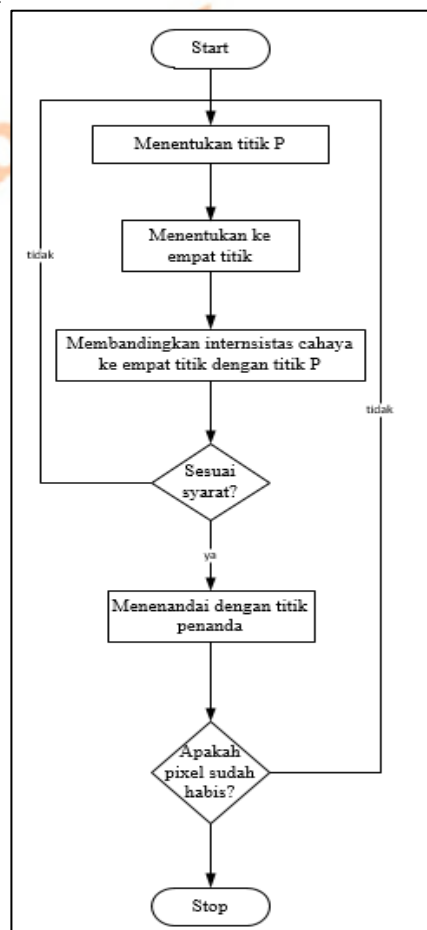 Start
Menentukan titik P
Menentukan ke
empat titik
tidak
Membandingkan internsistas cahaya
ke empat titik dengan titik P
tidak
Sesuai
syarat?
ya
Menenandai dengan titik
penanda
Apakah
pixel sudah
habis?
Stop